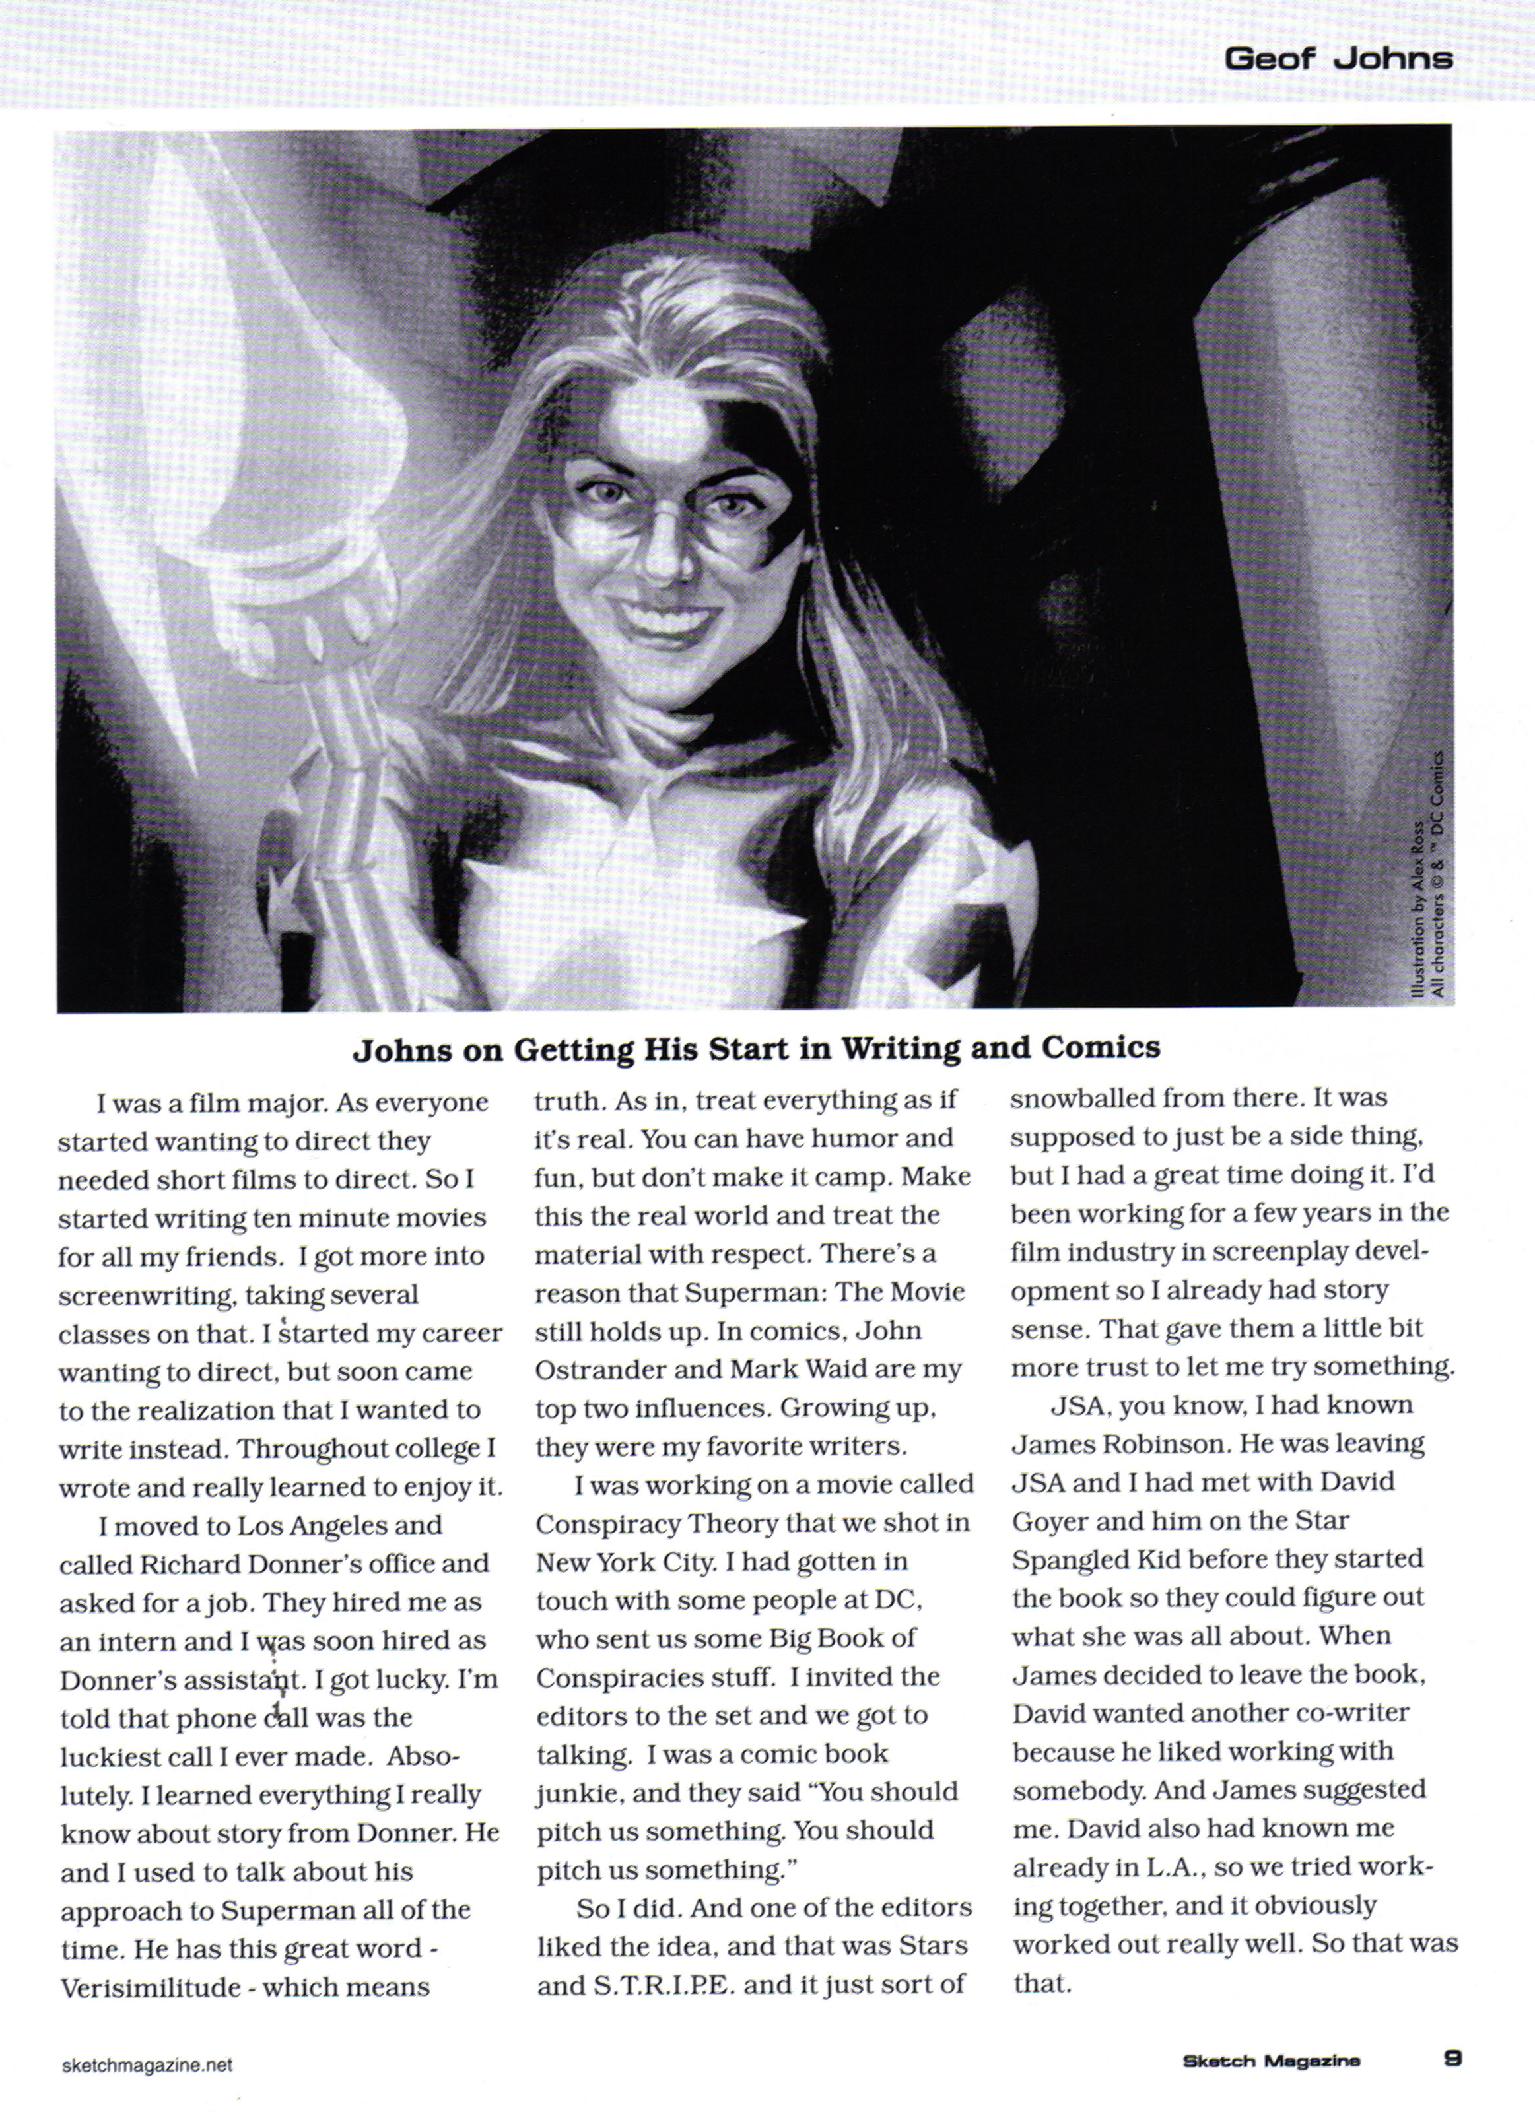 Geof Johns
Illustration by Alex Ross
All characters © & ™ DC Comics
Johns on Getting His Start in Writing and Comics
I was a film major. As everyone
started wanting to direct they
needed short films to direct. So I
started writing ten minute movies
for all my friends.  I got more into
screenwriting, taking several
classes on that. I started my career
wanting to direct, but soon came
to the realization that I wanted to
write instead. Throughout college I
wrote and really learned to enjoy it.
I moved to Los Angeles and
called Richard Donner's office and
asked for a job. They hired me as
an intern and I was soon hired as
Donner's assistant. I got lucky. I'm
told that phone call was the
luckiest call I ever made.  Abso-
lutely. I learned everything I really
know about story from Donner. He
and I used to talk about his
approach to Superman all of the
time. He has this great word -
Verisimilitude - which means
truth. As in, treat everything as if
it's real. You can have humor and
fun, but don't make it camp. Make
this the real world and treat the
material with respect. There's a
reason that Superman: The Movie
still holds up. In comics, John
Ostrander and Mark Waid are my
top two influences. Growing up,
they were my favorite writers.
I was working on a movie called
Conspiracy Theory that we shot in
New York City. I had gotten in
touch with some people at DC,
who sent us some Big Book of
Conspiracies stuff.  I invited the
editors to the set and we got to
talking.  I was a comic book
junkie, and they said “You should
pitch us something. You should
pitch us something.”
So I did. And one of the editors
liked the idea, and that was Stars
and S.T.R.I.P.E. and it just sort of
snowballed from there. It was
supposed to just be a side thing,
but I had a great time doing it. I'd
been working for a few years in the
film industry in screenplay devel-
opment so I already had story
sense. That gave them a little bit
more trust to let me try something.
JSA, you know, I had known
James Robinson. He was leaving
JSA and I had met with David
Goyer and him on the Star
Spangled Kid before they started
the book so they could figure out
what she was all about. When
James decided to leave the book,
David wanted another co-writer
because he liked working with
somebody. And James suggested
me. David also had known me
already in L.A., so we tried work-
ing together, and it obviously
worked out really well. So that was
that.
sketchmagazine.net
Sketch Magazine 9